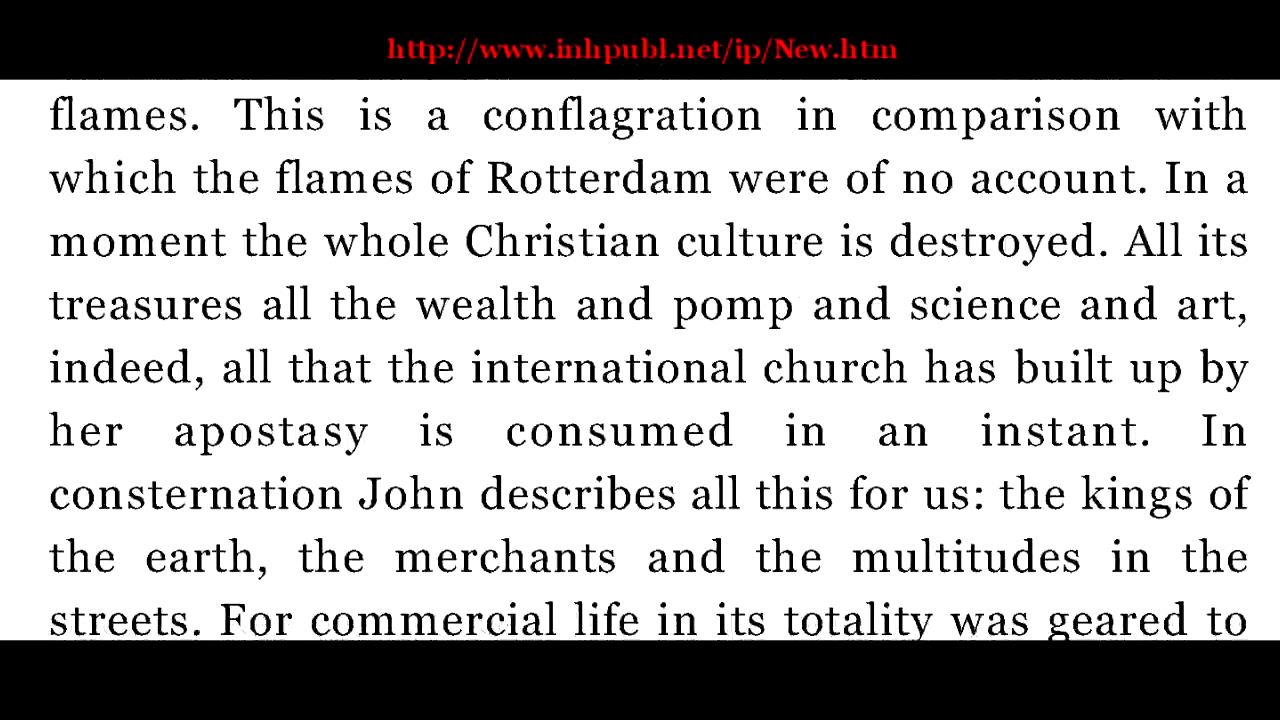 http://www.inhpubl.net/ip/New.htm
flames. This is a conflagration in comparison with
which the flames of Rotterdam were of no account. In a
moment the whole Christian culture is destroyed. All its
treasures all the wealth and pomp and science and art,
indeed, all that the international church has built up by
her apostasy is consumed in an instant. In
consternation John describes all this for us: the kings of
the earth, the merchants and the multitudes in the
streets. For commercial life in its totality was geared to